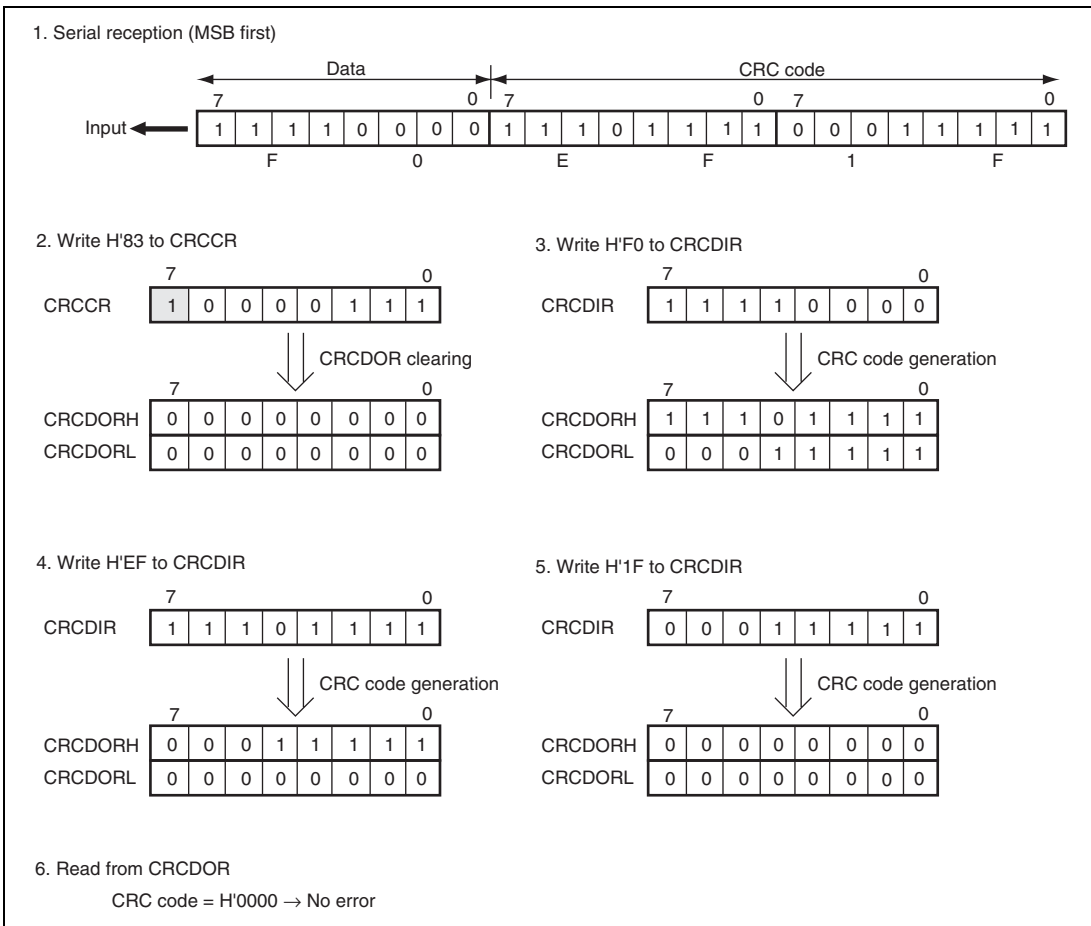 1. Serial reception (MSB first)
Data CRC code
7 0 7 0 7 0
Input 1 1 1 1 0 0 0 0 1 1 1 0 1 1 1 1 0 0 0 1 1 1 1 1
F 0 E F 1 F
2. Write H'83 to CRCCR
7 0
CRCCR 1 0 0 0 0 1 1 1
CRCDOR clearing
7 0
CRCDORH 0 0 0 0 0 0 0 0
CRCDORL 0 0 0 0 0 0 0 0
3. Write H'F0 to CRCDIR
7 0
CRCDIR 1 1 1 1 0 0 0 0
CRC code generation
7 0
CRCDORH 1 1 1 0 1 1 1 1
CRCDORL 0 0 0 1 1 1 1 1
4. Write H'EF to CRCDIR
7 0
CRCDIR 1 1 1 0 1 1 1 1
CRC code generation
7 0
CRCDORH 0 0 0 1 1 1 1 1
CRCDORL 0 0 0 0 0 0 0 0
5. Write H'1F to CRCDIR
7 0
CRCDIR 0 0 0 1 1 1 1 1
CRC code generation
7 0
CRCDORH 0 0 0 0 0 0 0 0
CRCDORL 0 0 0 0 0 0 0 0
6. Read from CRCDOR
CRC code = H'0000 → No error